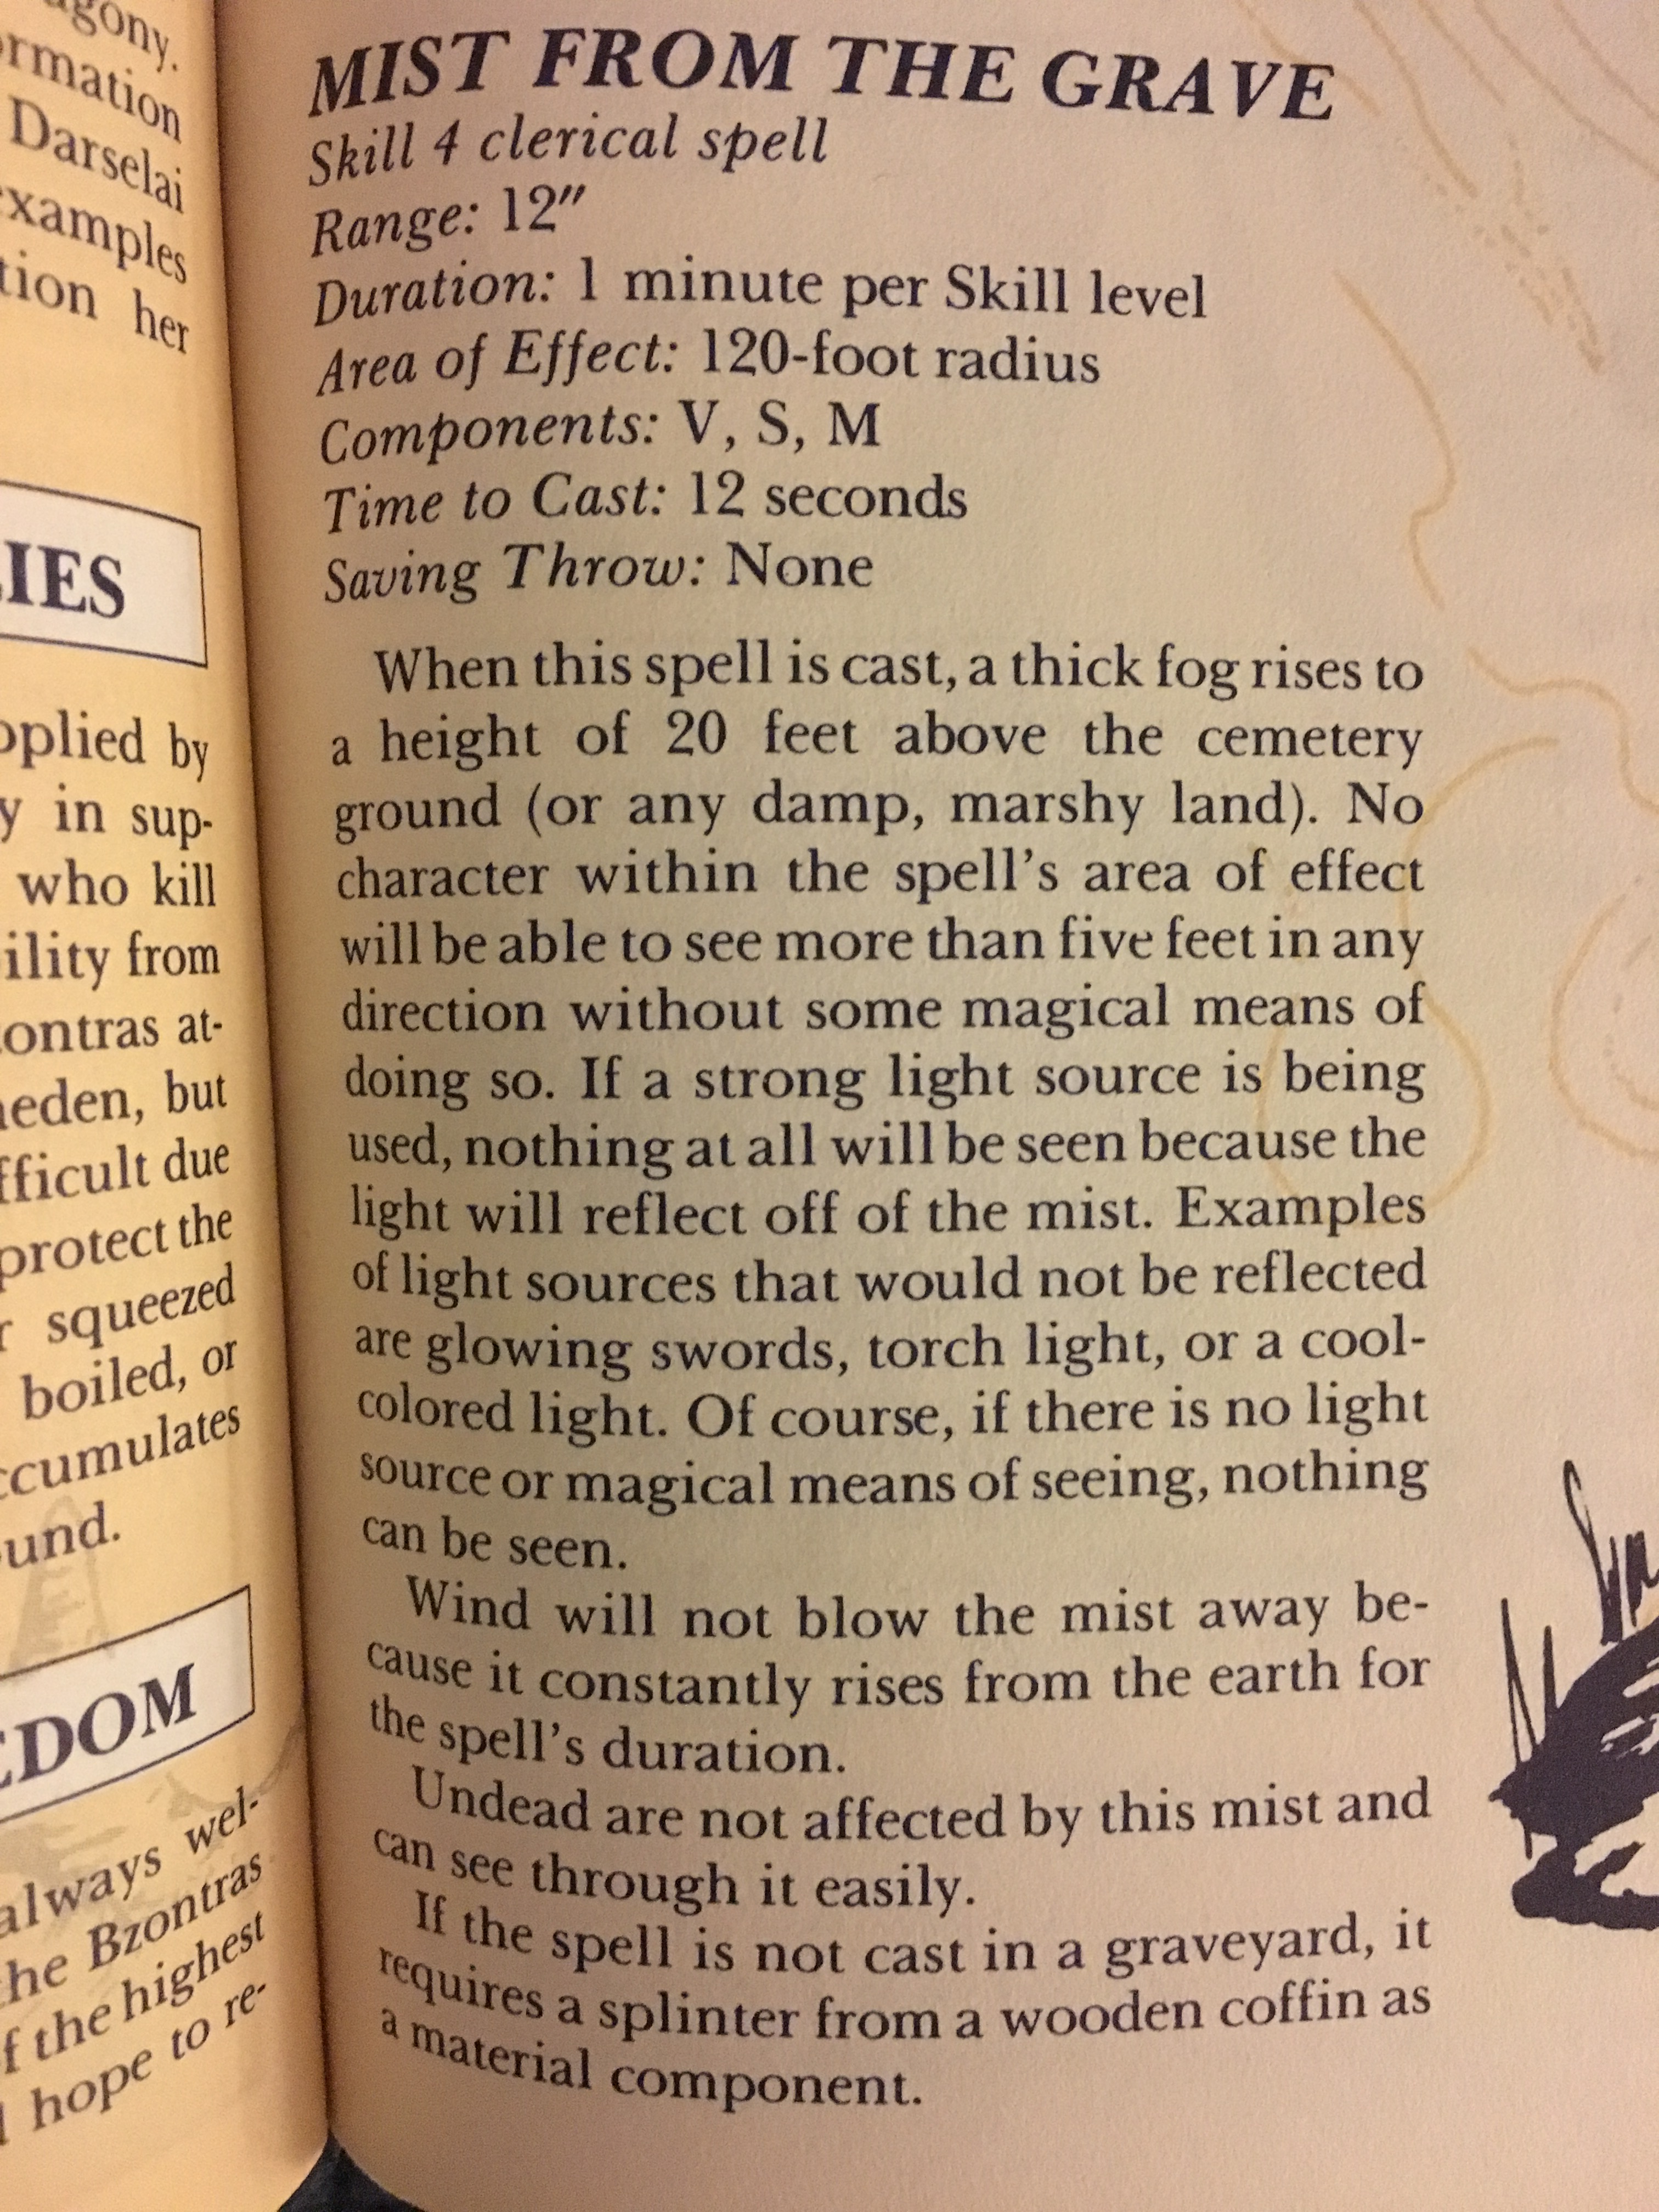 gony.
ormation
Darselai
examples
tion her
LIES
pplied by
y in sup-
who kill
ility from
ontras at-
eden, but
fficult due
protect the
squeezed
boiled, or
ccumulates
und.
EDOM
always wel-
he Bzontras
f the highest
hope to re-
MIST FROM THE GRAVE
Skill 4 clerical spell
Range: 12"
Duration: 1 minute per Skill level
Area of Effect: 120-foot radius
Components: V, S, M
Time to Cast: 12 seconds
Saving Throw: None
When this spell is cast, a thick fog rises to
a height of 20 feet above the cemetery
ground (or any damp, marshy land). No
character within the spell's area of effect
will be able to see more than five feet in any
direction without some magical means of
doing so. If a strong light source is being
used, nothing at all will be seen because the
light will reflect off of the mist. Examples
of light sources that would not be reflected
are glowing swords, torch light, or a cool-
colored light. Of course, if there is no light
source or magical means of seeing, nothing
can be seen.
Wind will not blow the mist away be-
cause it constantly rises from the earth for
the spell's duration.
Undead are not affected by this mist and
can see through it easily.
If the spell is not cast in a graveyard, it
requires a splinter from a wooden coffin as
a material component.